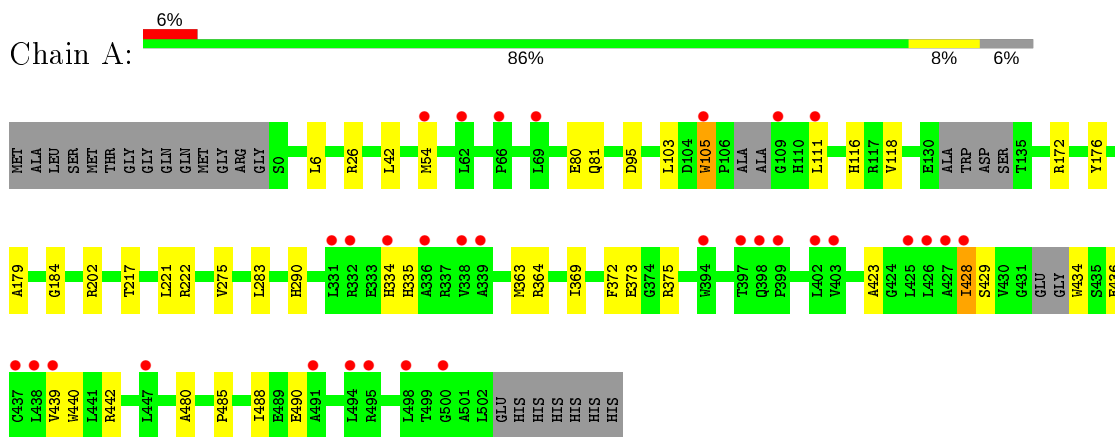 6%
Chain A:
86% 8% 6%
MET ALA LEU SER MET THR GLY GLY GLN GLN MET GLY ARG GLY S0 L6 R26 L42 M54 L62 P66 L69 E80 Q81 D95 L103 D104 W105 P106 ALA ALA G109 H110 L111 H116 R117 V118 E130 ALA TRP ASP SER T135 R172 Y176
A179 G184 R202 T217 L221 R222 V275 L283 H290 L331 R332 E333 H334 H335 A336 R337 V338 A339 M363 R364 I369 F372 E373 G374 R375 W394 T397 Q398 P399 L402 V403 A423 G424 L425 L426 A427 I428 S429 V430 G431 GLU GLY W434 S435
C437 L438 V439 W440 L441 R442 L447 A480 P485 I488 E489 E490 A491 L494 R495 L498 T499 G500 A501 L502 GLU HIS HIS HIS HIS HIS HIS